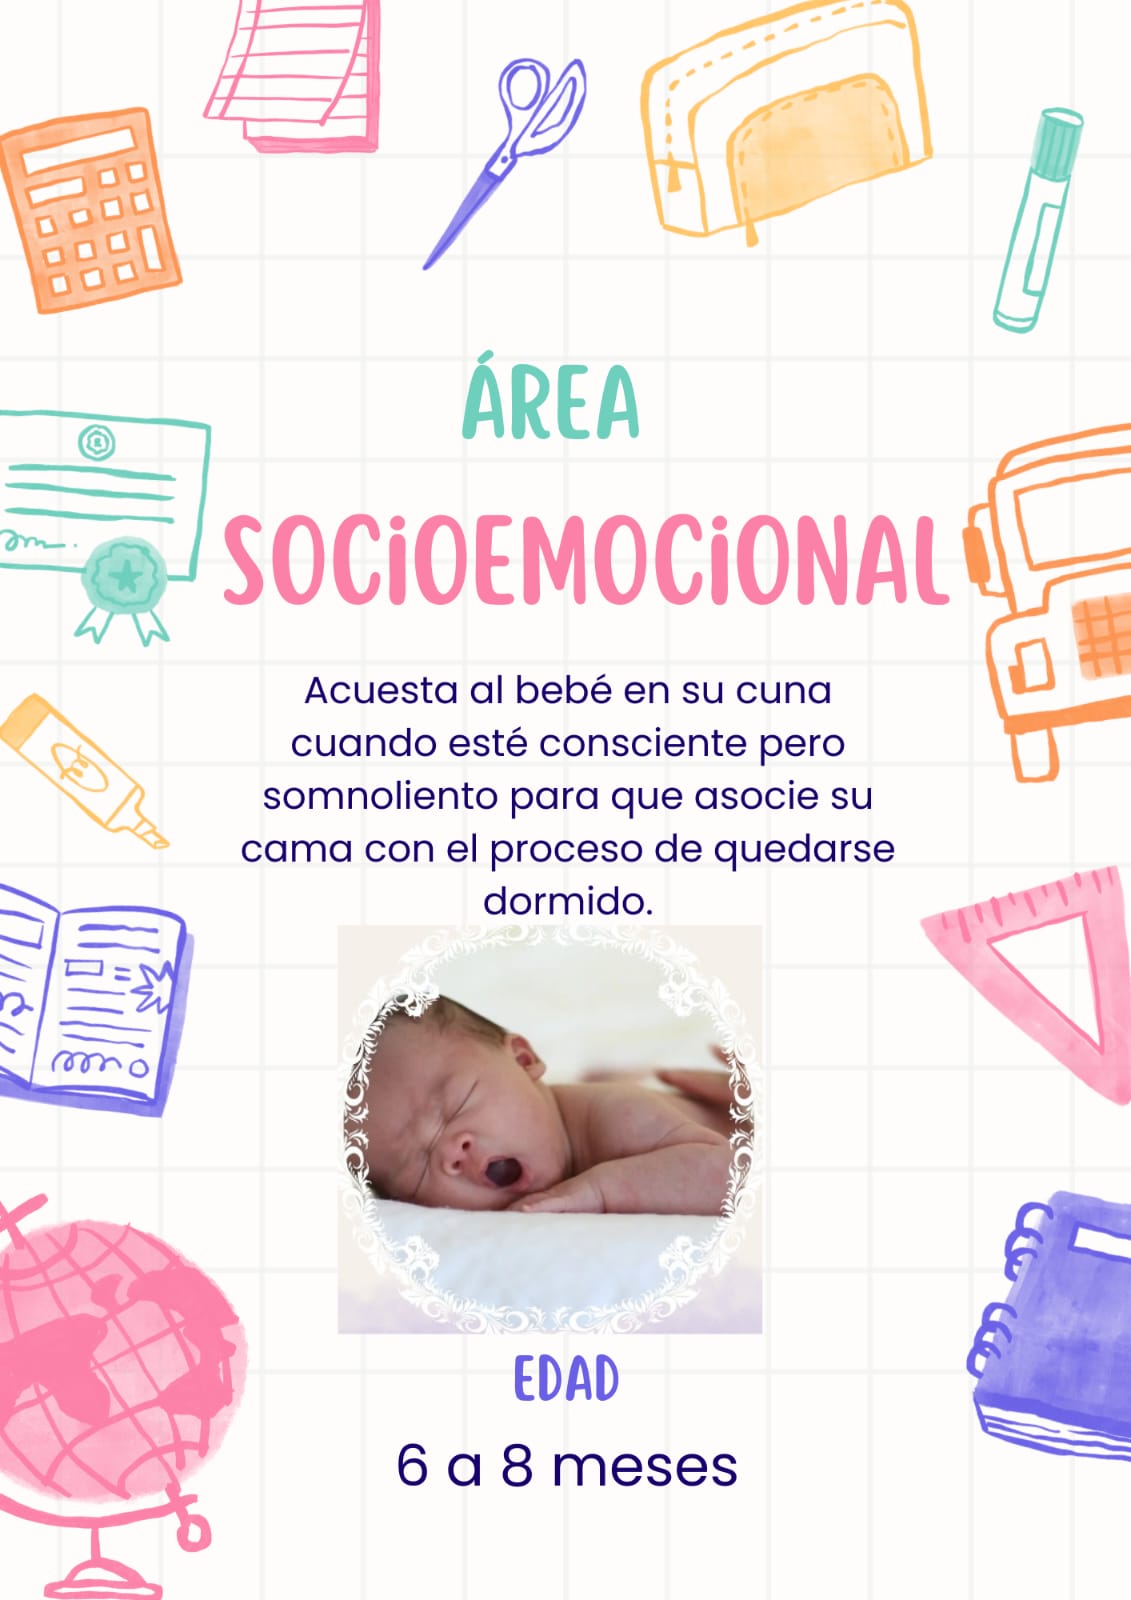 ÁREA
SOCiOEMOCiONAL
Acuesta al bebé en su cuna
cuando esté consciente pero
somnoliento para que asocie su
cama con el proceso de quedarse
dormido.
EDAD
6 a 8 meses